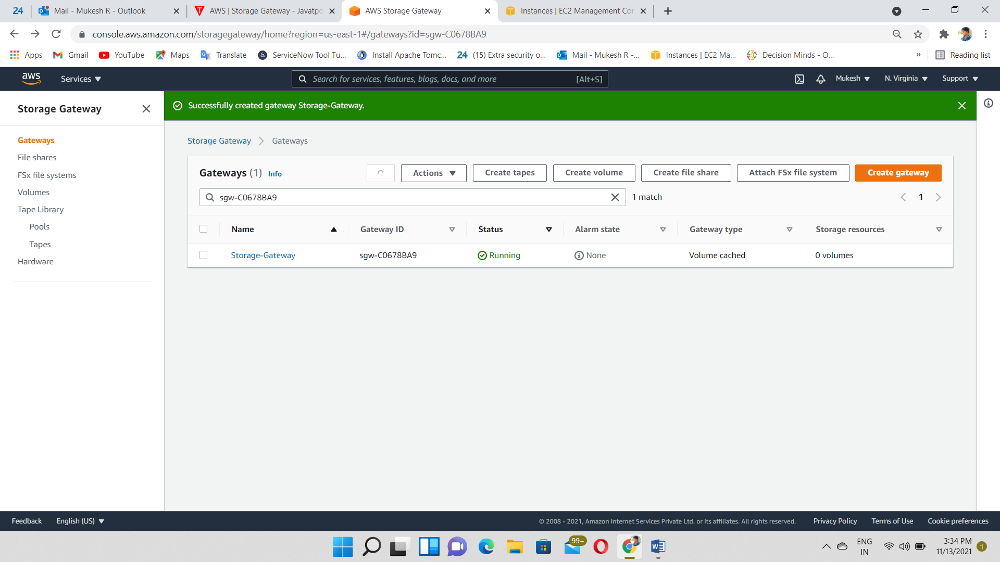 24
Mail - Mukesh R - Outlook
AWS | Storage Gateway - Javatpo
AWS Storage Gateway
Instances | EC2 Management Con
console.aws.amazon.com/storagegateway/home?region=us-east-1#/gateways?id=sgw-C0678BA9
Apps
Gmail
YouTube
Maps
Translate
ServiceNow Tool Tu...
Install Apache Tomc...
24 (15) Extra security o...
Mail - Mukesh R -...
Instances | EC2 Ma...
Decision Minds - O...
»
Reading list
aws
Services
Search for services, features, blogs, docs, and more
[Alt+S]
Mukesh
N. Virginia
Support
Storage Gateway
Successfully created gateway Storage-Gateway.
Gateways
File shares
FSx file systems
Volumes
Tape Library
Pools
Tapes
Hardware
Storage Gateway
Gateways
Gateways (1) Info
Actions
Create tapes
Create volume
Create file share
Attach FSx file system
Create gateway
sgw-C0678BA9
1 match
1
Name
Gateway ID
Status
Alarm state
Gateway type
Storage resources
Storage-Gateway
sgw-C0678BA9
Running
None
Volume cached
0 volumes
Feedback
English (US)
© 2008 - 2021, Amazon Internet Services Private Ltd. or its affiliates. All rights reserved.
Privacy Policy
Terms of Use
Cookie preferences
99+
ENG
IN
3:34 PM
11/13/2021
1